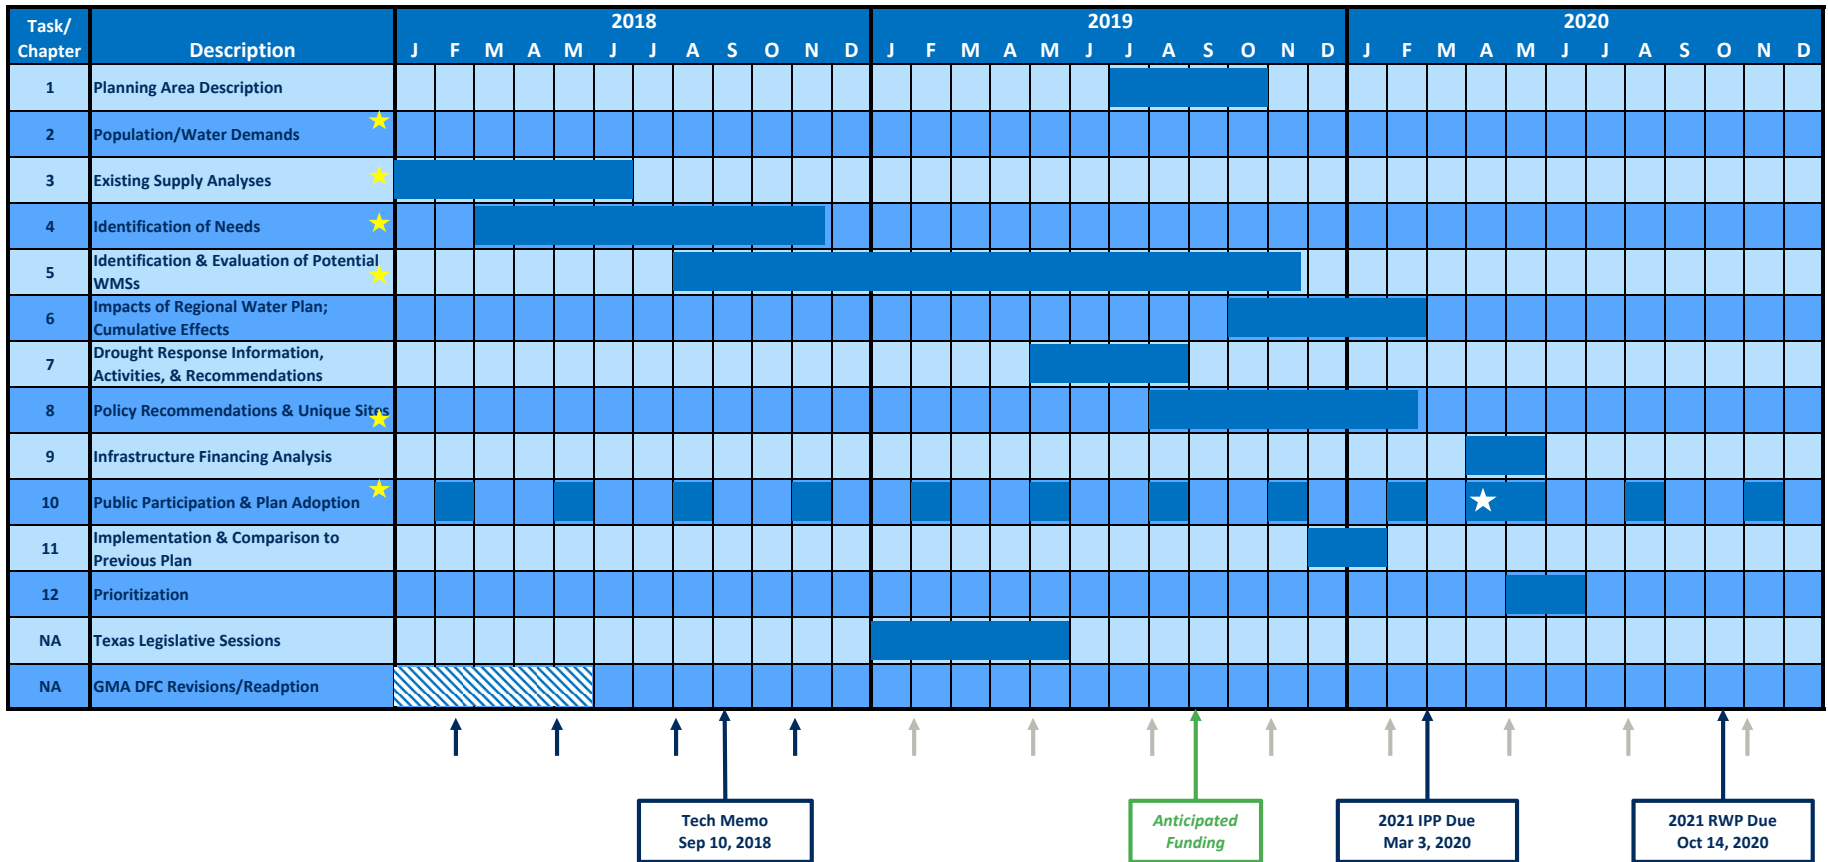 Task/
Chapter
Description
2018
2019
2020
J F M A M J J A S O N D J F M A M J J A S O N D J F M A M J J A S O N D
1 Planning Area Description
2 Population/Water Demands
3 Existing Supply Analyses
4 Identification of Needs
5 Identification & Evaluation of Potential
WMSs
6 Impacts of Regional Water Plan;
Cumulative Effects
7 Drought Response Information,
Activities, & Recommendations
8 Policy Recommendations & Unique Sites
9 Infrastructure Financing Analysis
10 Public Participation & Plan Adoption
11 Implementation & Comparison to
Previous Plan
12 Prioritization
NA Texas Legislative Sessions
NA GMA DFC Revisions/Readption
Tech Memo
Sep 10, 2018
Anticipated
Funding
2021 IPP Due
Mar 3, 2020
2021 RWP Due
Oct 14, 2020